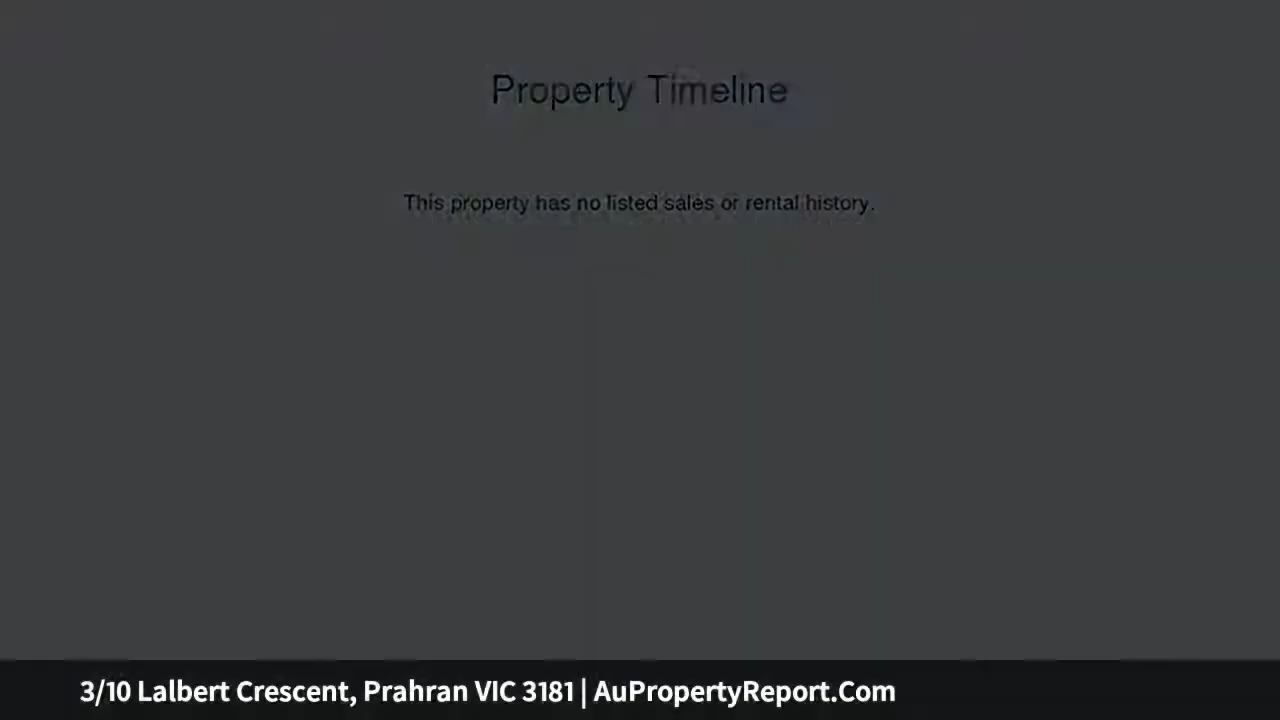 Property Timeline
This property has no listed sales or rental history.
3/10 Lalbert Crescent, Prahran VIC 3181 | AuPropertyReport.Com